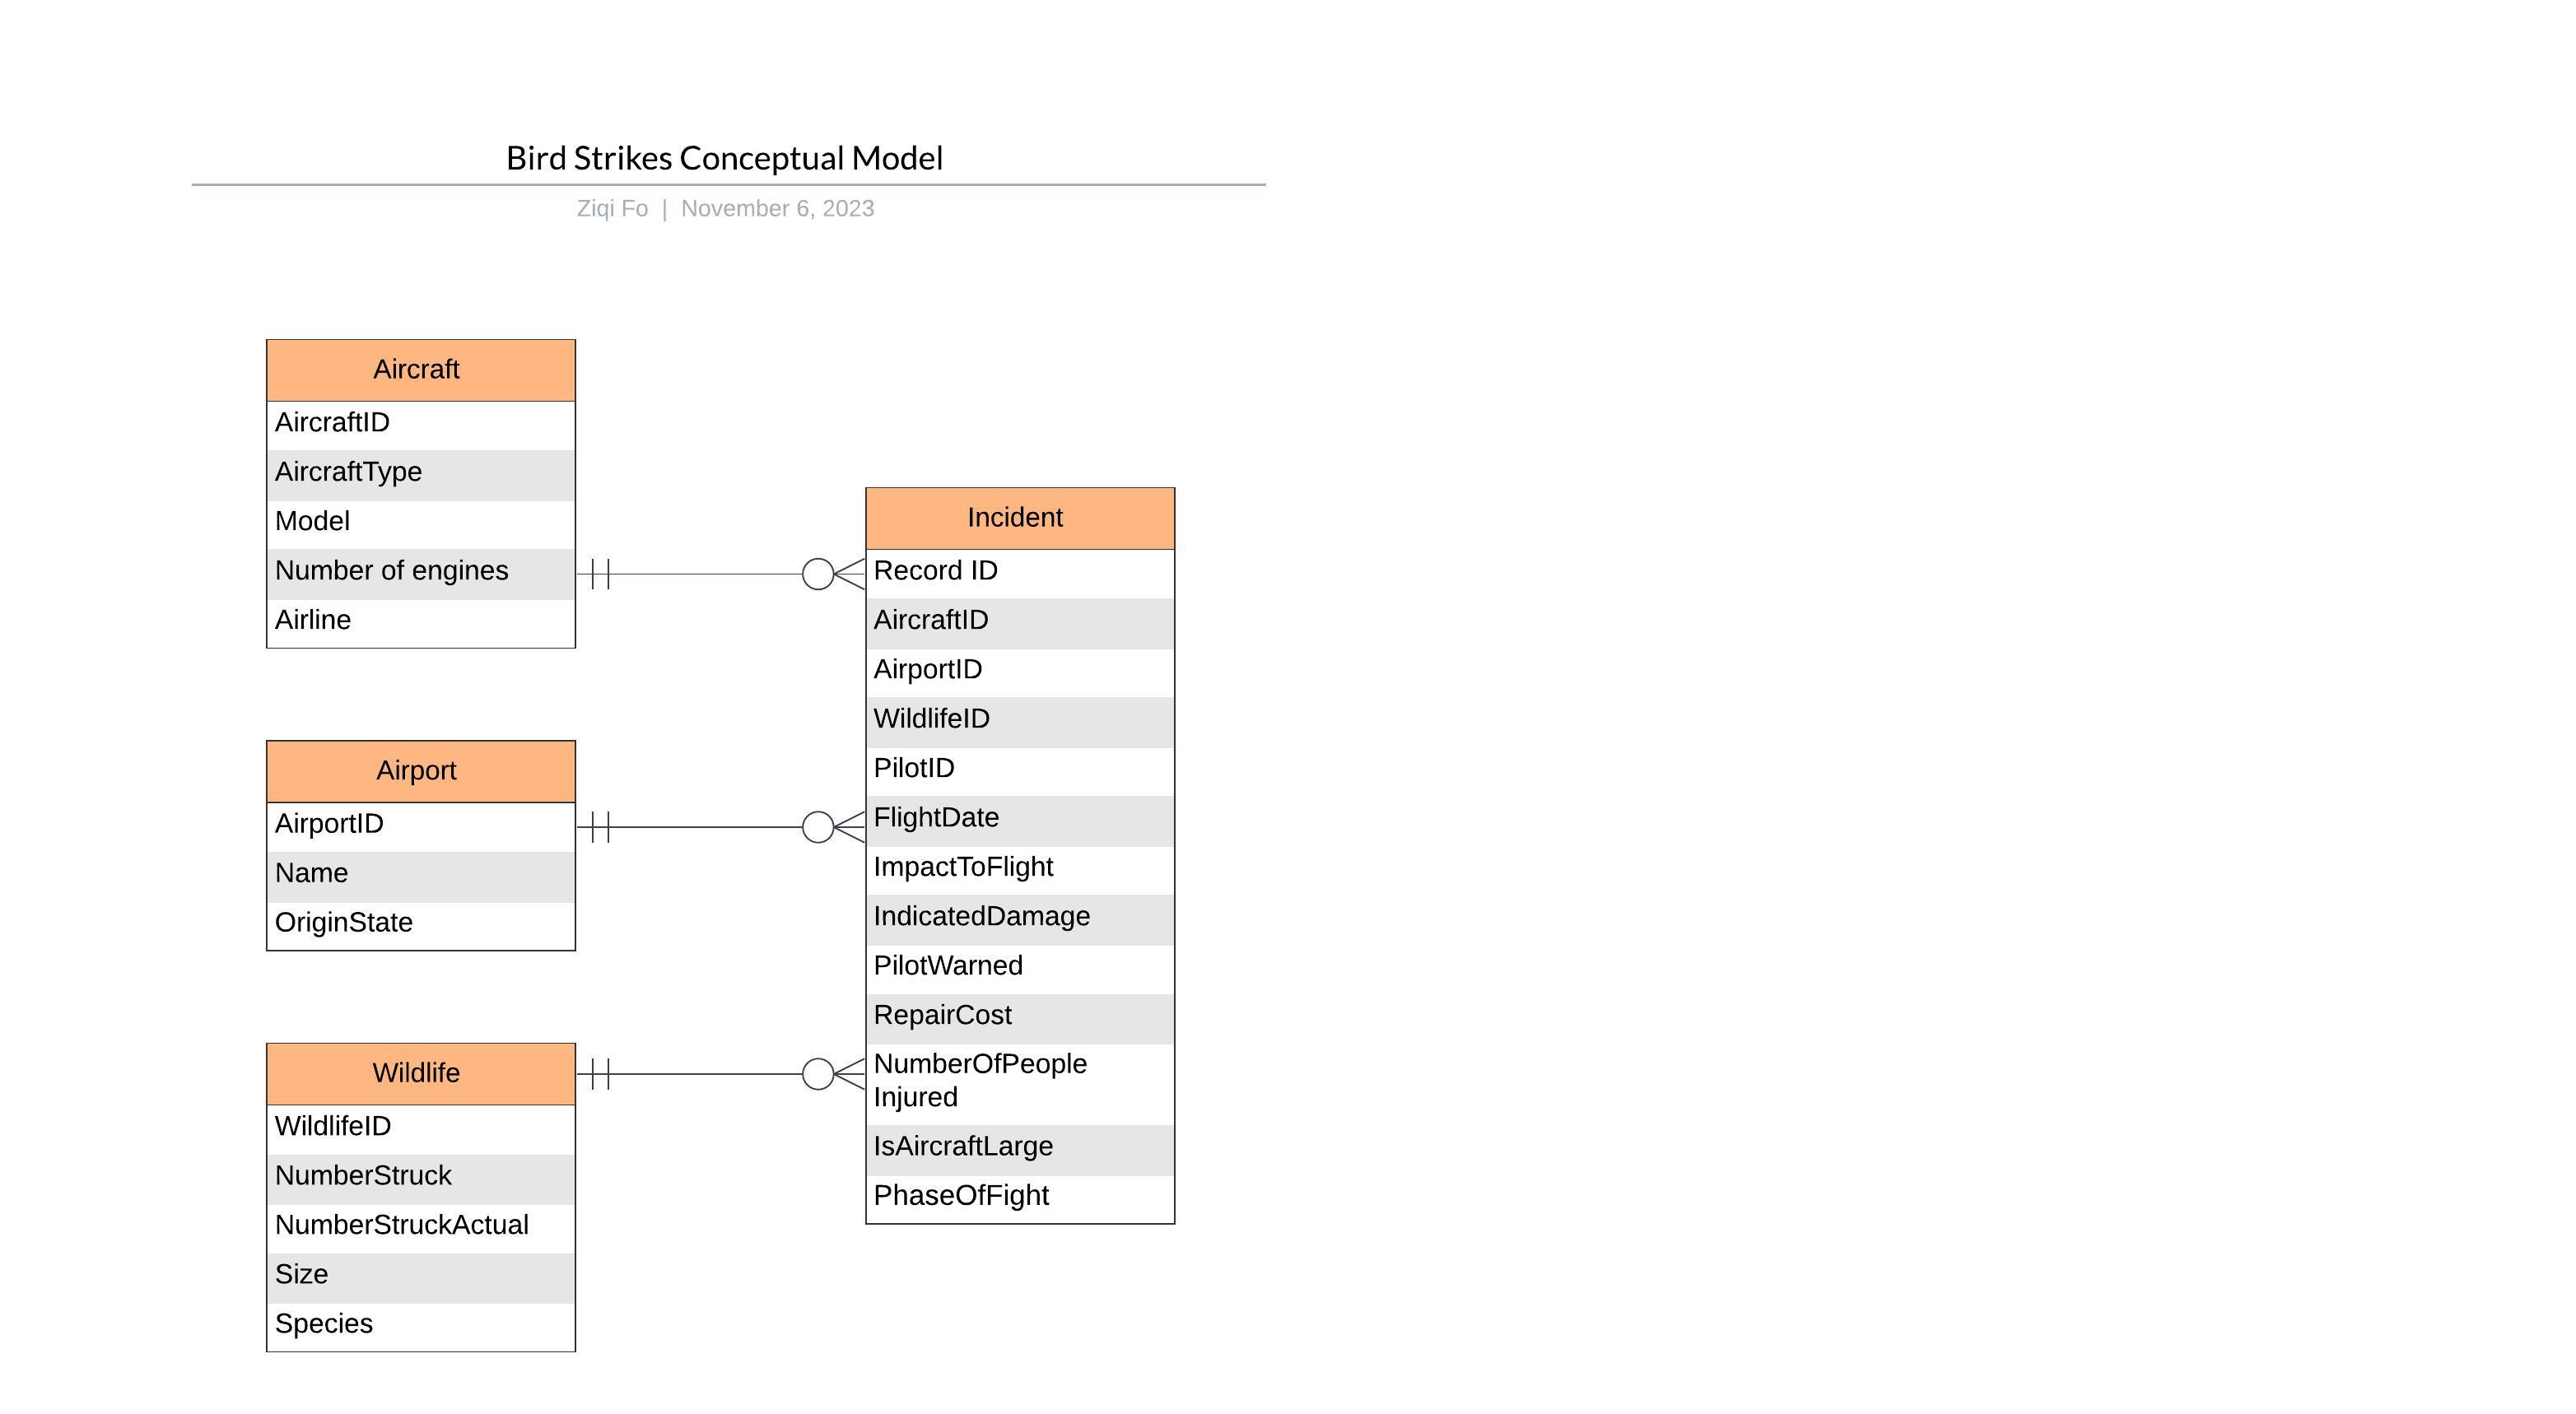 Bird Strikes Conceptual Model
Ziqi Fo | November 6, 2023
Aircraft
AircraftID
AircraftType
Model
Number of engines
Airline
Airport
AirportID
Name
OriginState
Wildlife
WildlifeID
NumberStruck
NumberStruckActual
Size
Species
Incident
Record ID
AircraftID
AirportID
WildlifeID
PilotID
FlightDate
ImpactToFlight
IndicatedDamage
PilotWarned
RepairCost
NumberOfPeople
Injured
IsAircraftLarge
PhaseOfFight